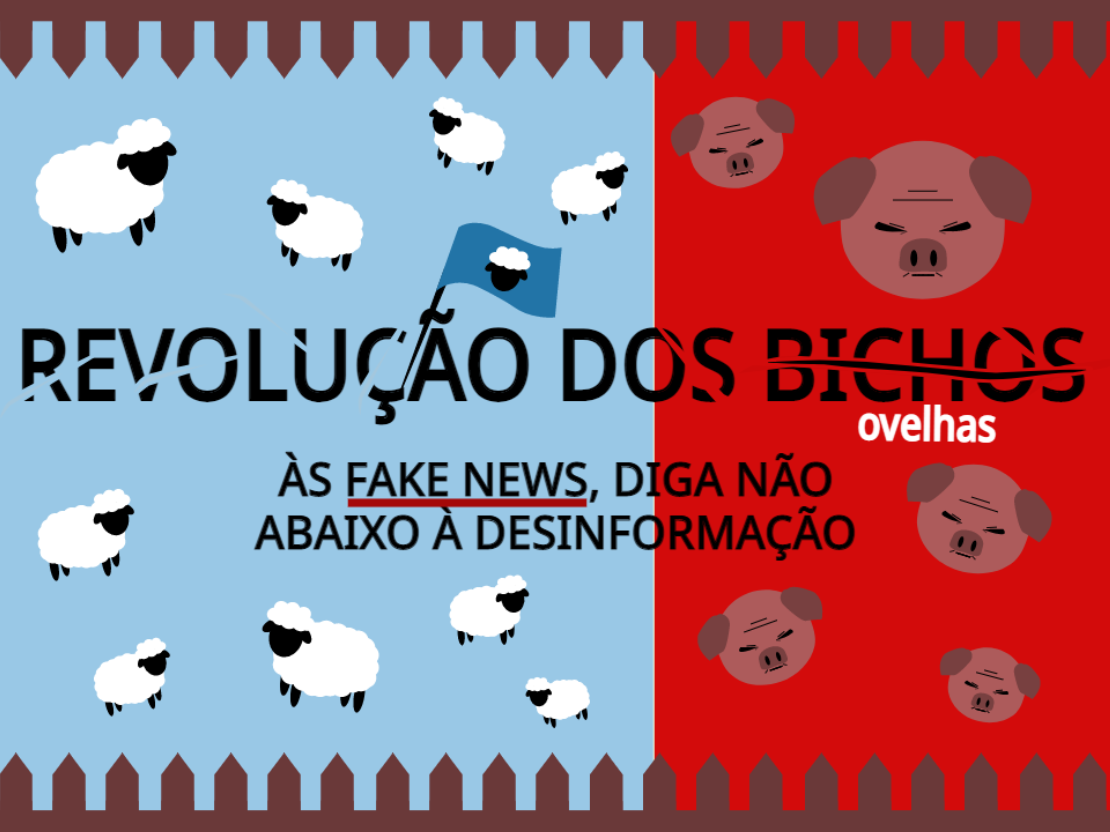 REVOLUÇÃO DOS BICHOS
ovelhas
ÀS FAKE NEWS, DIGA NÃO
ABAIXO À DESINFORMAÇÃO